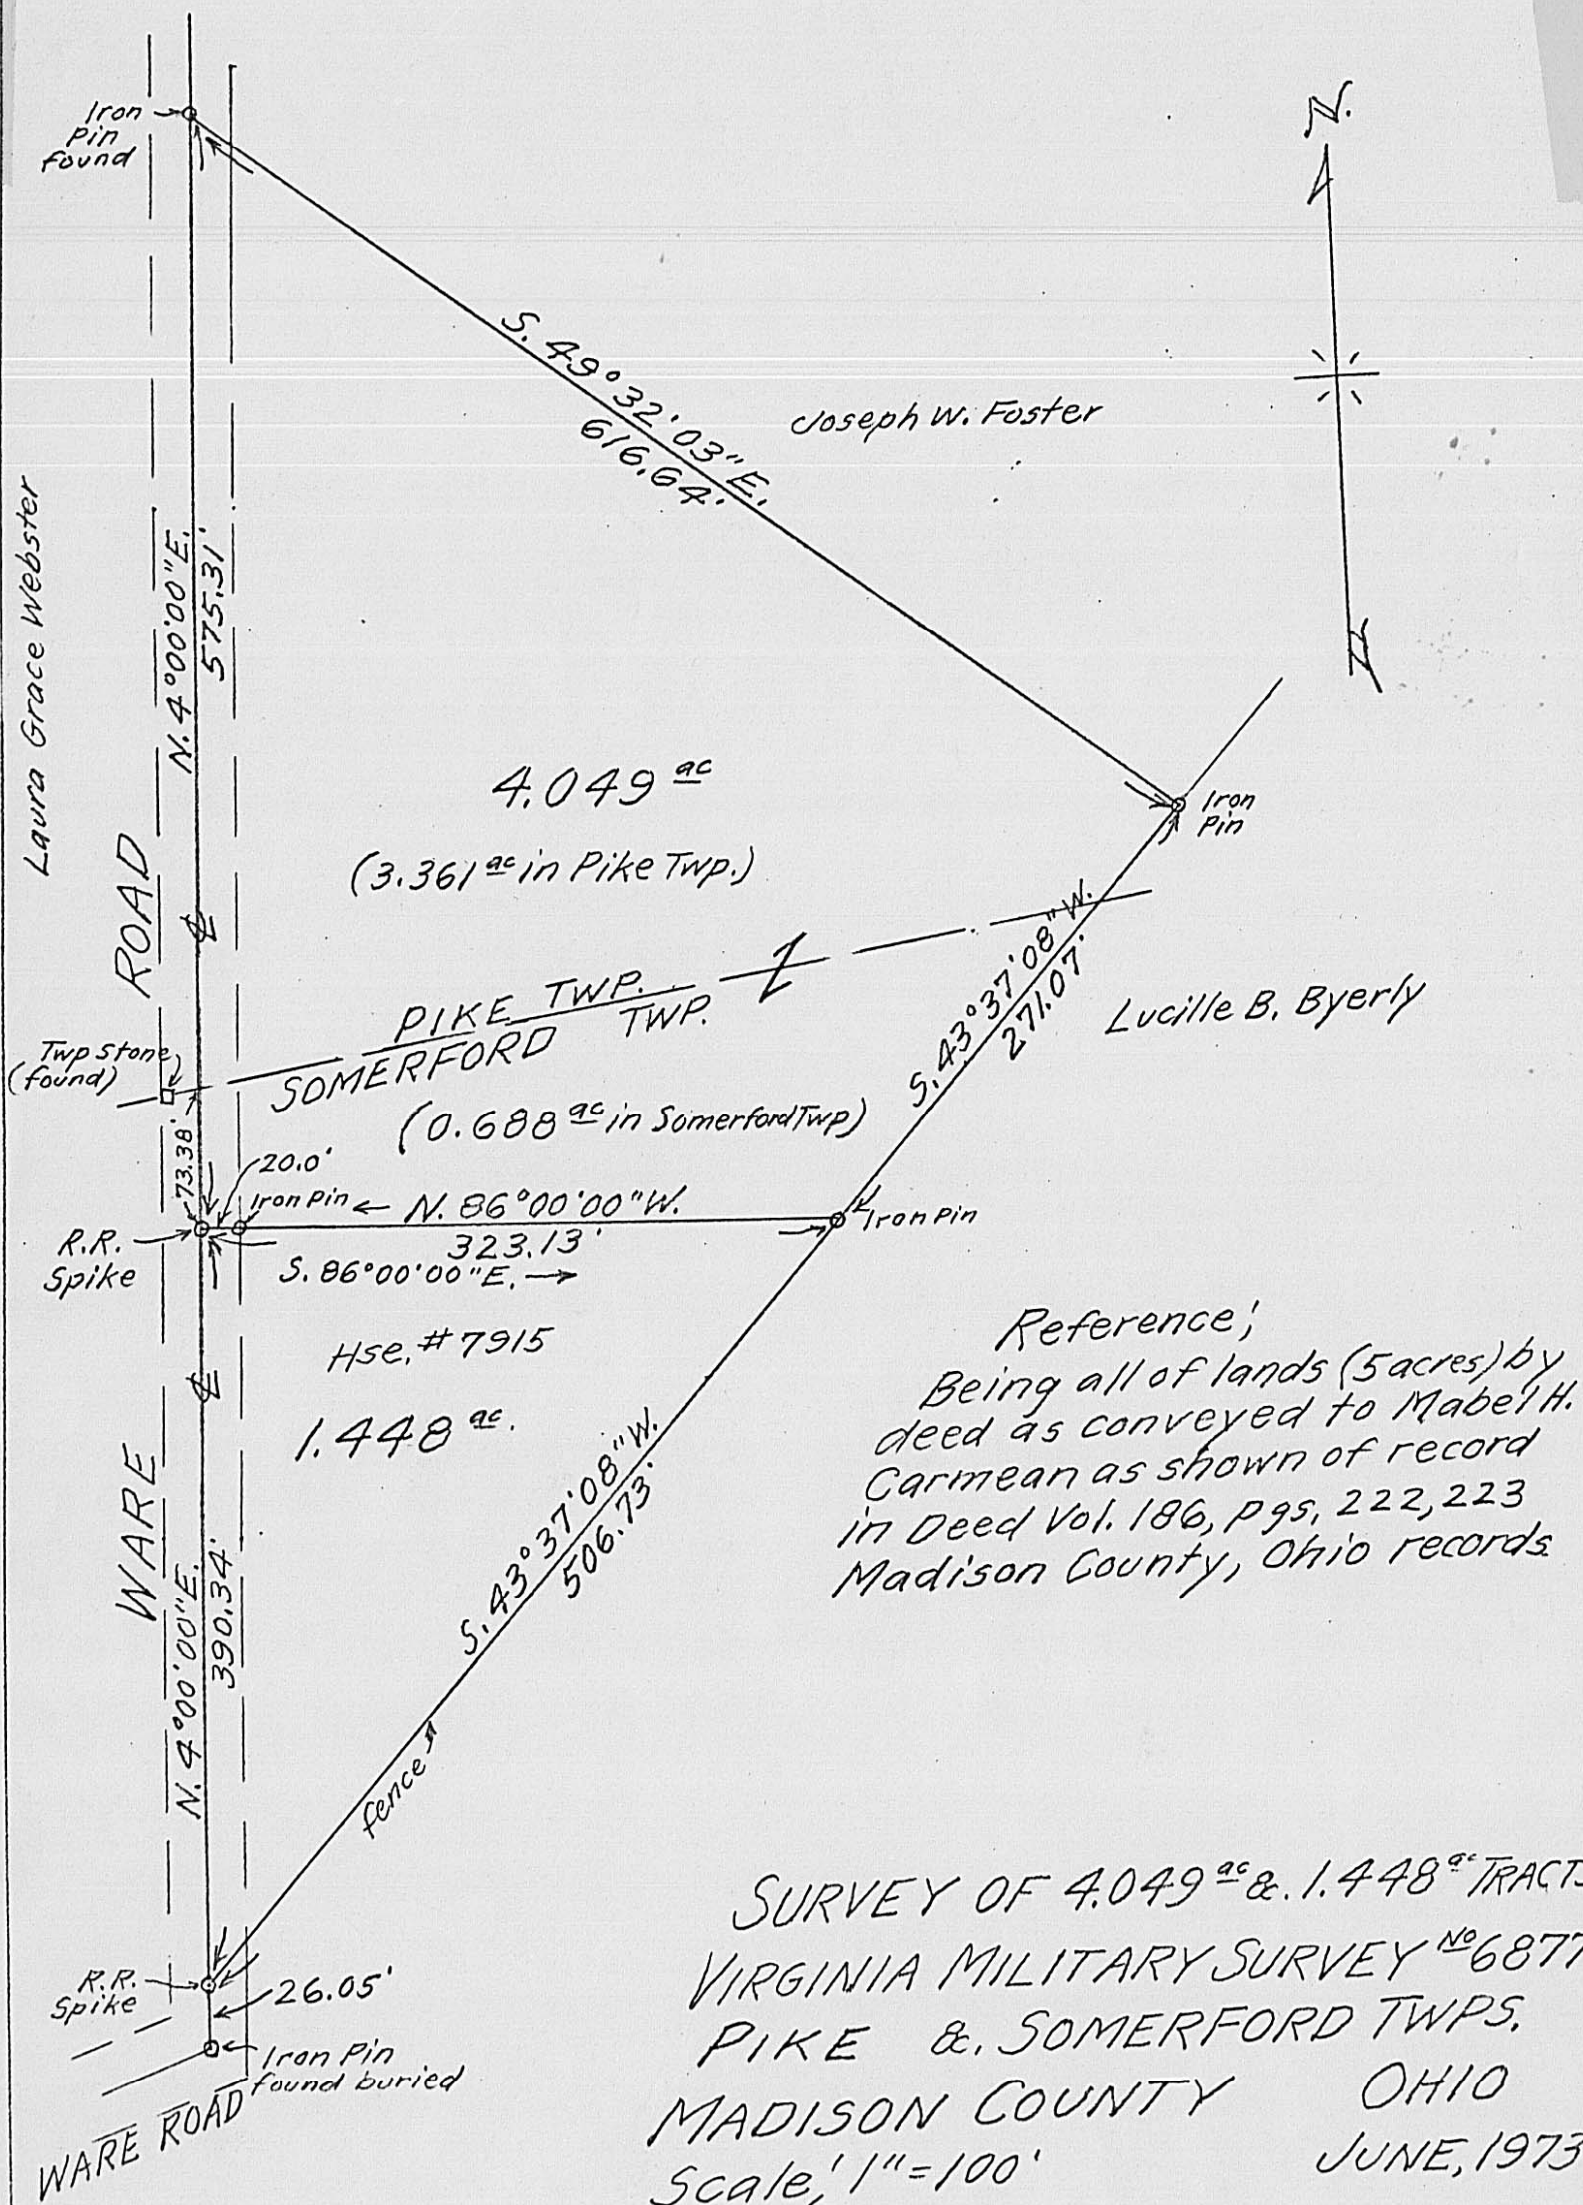 N.
Iron
Pin
found
S. 49°32'03"E.
616.64'
Joseph W. Foster
Laura Grace Webster
N. 4°00'00"E.
575.31'
4.049 ac
(3.361 ac in Pike Twp.)
Iron
Pin
ROAD
℄
PIKE TWP.
SOMERFORD TWP.
S. 43°37'08"W.
271.07'
Lucille B. Byerly
Twp stone
(found)
(0.688 ac in Somerford Twp)
73.38'
20.0'
Iron Pin ← N. 86°00'00"W.
323.13'
S. 86°00'00"E. →
Iron Pin
R.R.
Spike
Hse. # 7915
℄
1.448 ac.
Reference;
Being all of lands (5 acres) by
deed as conveyed to Mabel H.
Carmean as shown of record
in Deed Vol. 186, pgs, 222, 223
Madison County, Ohio records.
WARE
N. 4°00'00"E.
390.34'
S. 43°37'08"W.
506.73'
fence
R.R.
Spike
26.05'
Iron Pin
found buried
WARE ROAD
SURVEY OF 4.049 ac &. 1.448 ac TRACTS
VIRGINIA MILITARY SURVEY No 6877
PIKE &. SOMERFORD TWPS.
MADISON COUNTY OHIO
Scale; 1"=100' JUNE, 1973